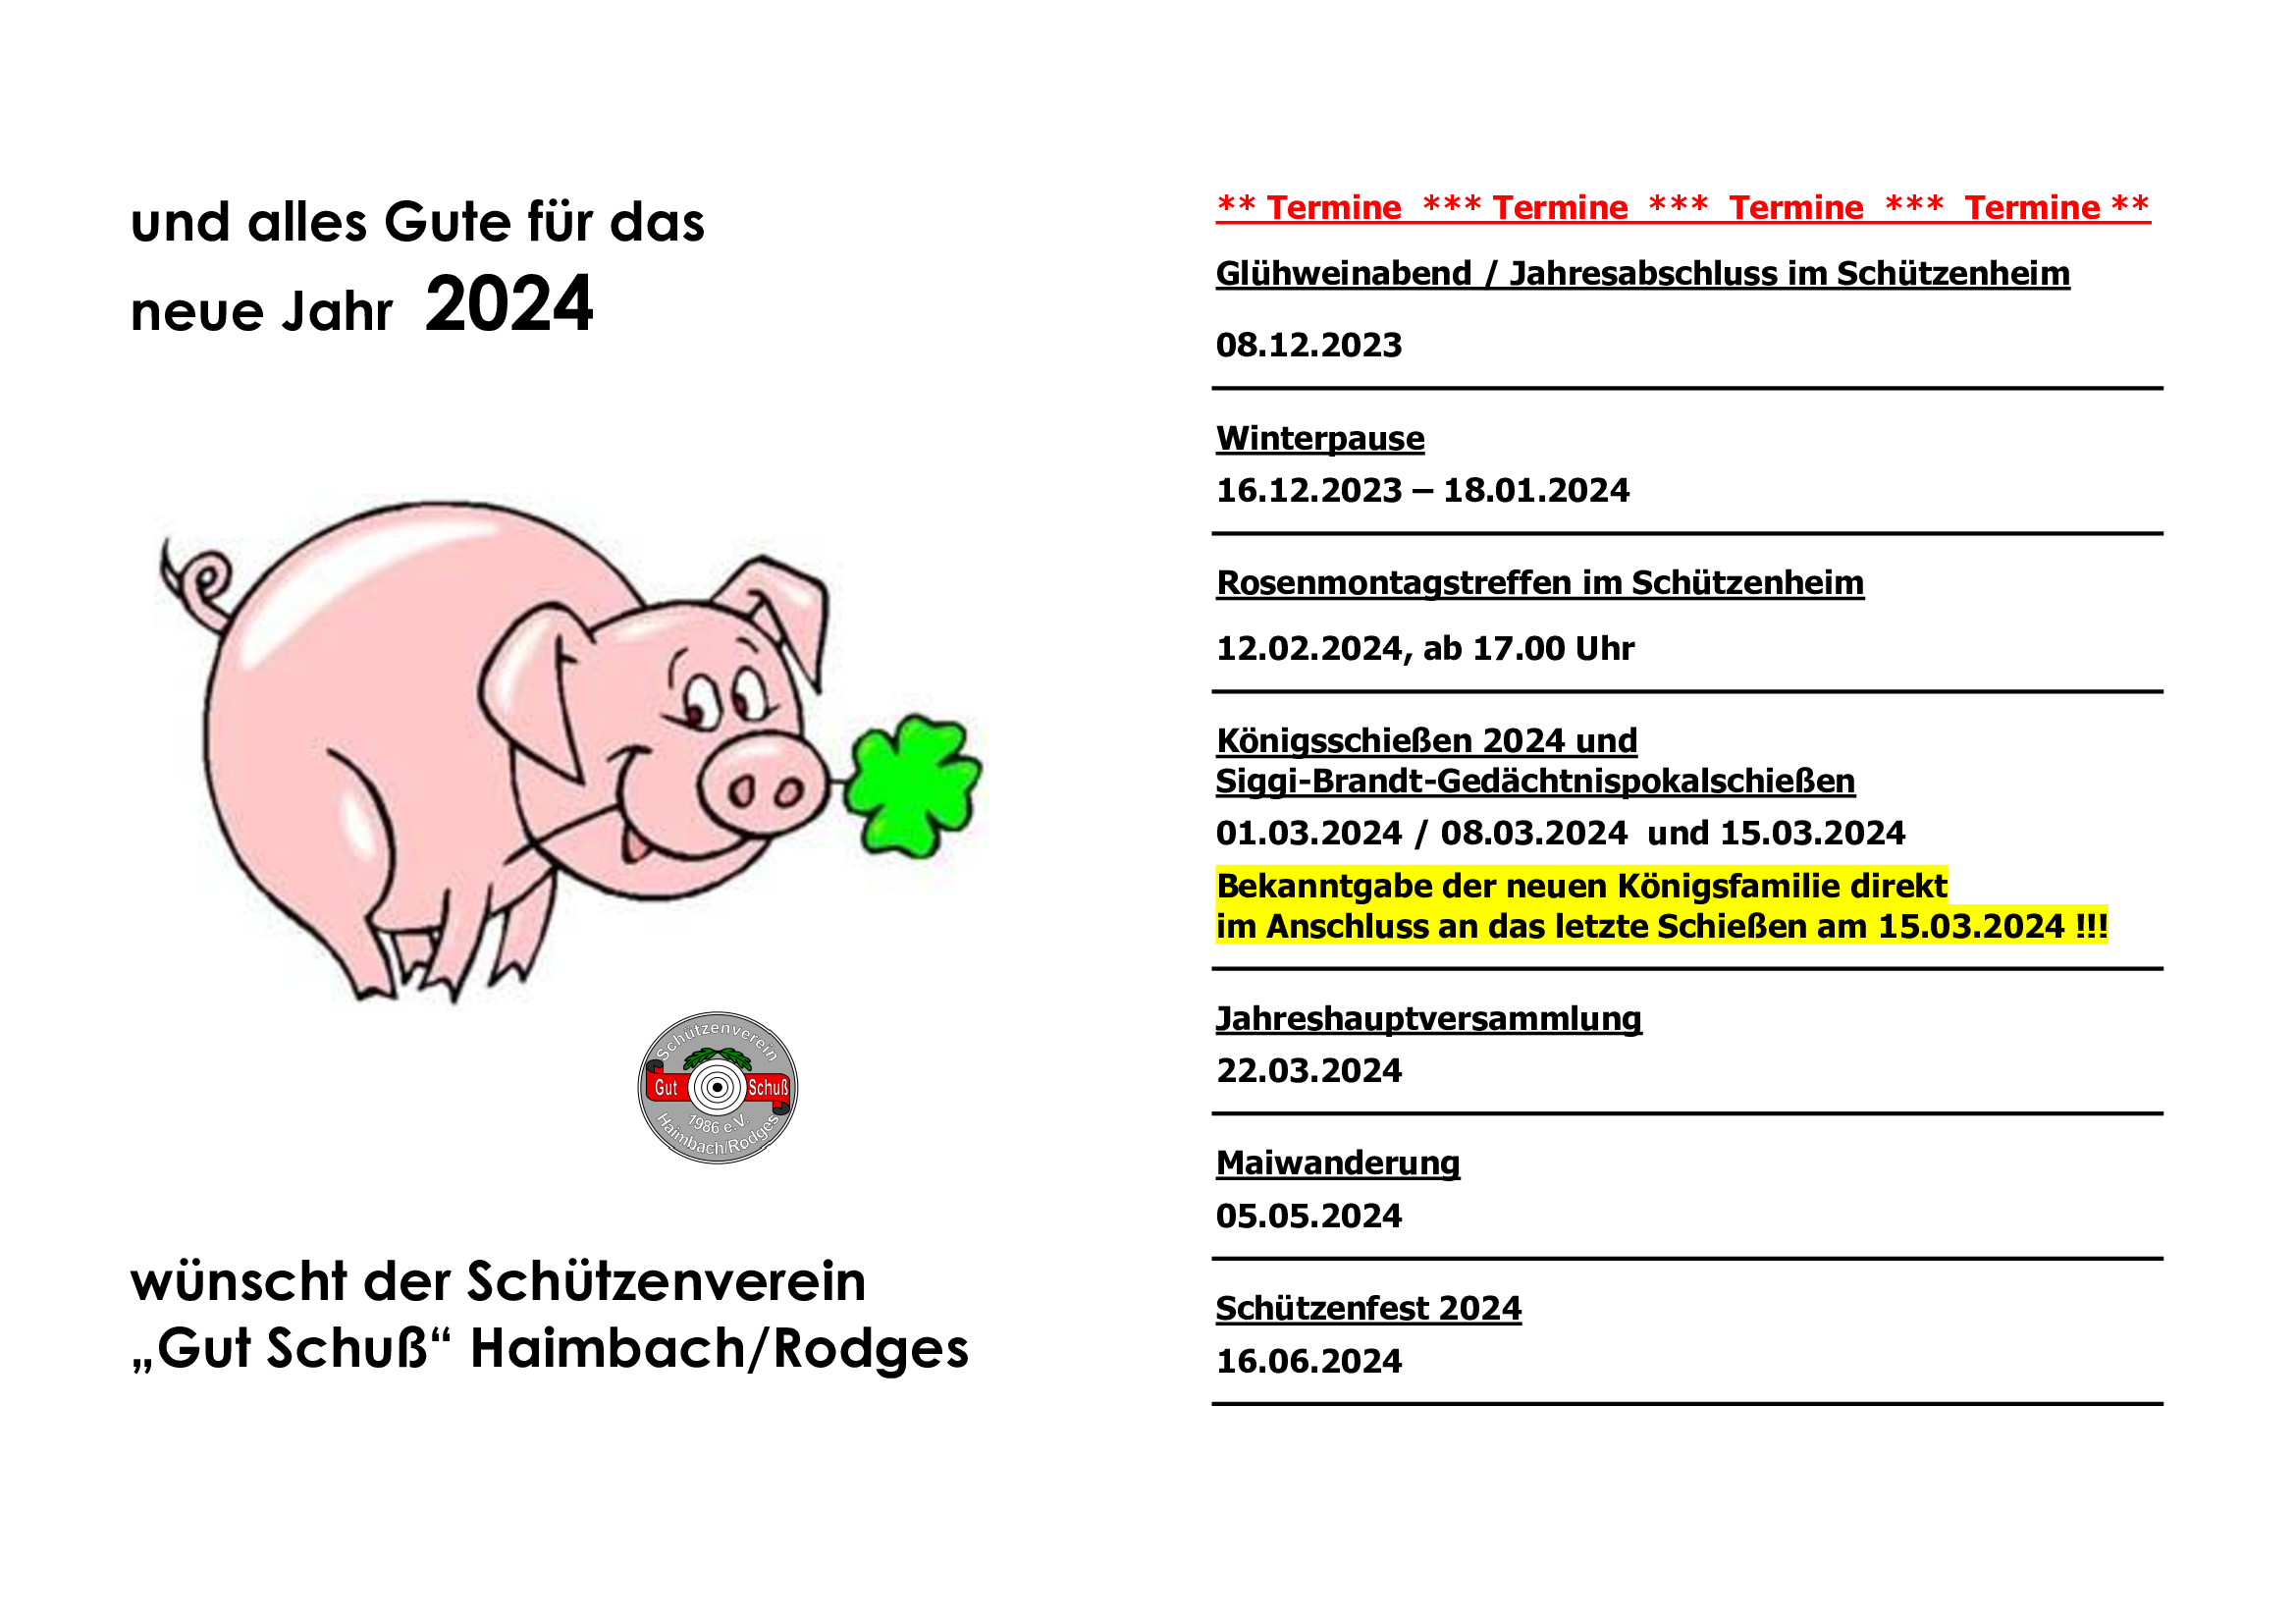 und alles Gute für das
neue Jahr 2024
Schützenverein
Gut Schuß
1986 e.V.
Haimbach/Rodges
wünscht der Schützenverein
„Gut Schuß“ Haimbach/Rodges
** Termine *** Termine *** Termine *** Termine **
Glühweinabend / Jahresabschluss im Schützenheim
08.12.2023
Winterpause
16.12.2023 – 18.01.2024
Rosenmontagstreffen im Schützenheim
12.02.2024, ab 17.00 Uhr
Königsschießen 2024 und
Siggi-Brandt-Gedächtnispokalschießen
01.03.2024 / 08.03.2024 und 15.03.2024
Bekanntgabe der neuen Königsfamilie direkt
im Anschluss an das letzte Schießen am 15.03.2024 !!!
Jahreshauptversammlung
22.03.2024
Maiwanderung
05.05.2024
Schützenfest 2024
16.06.2024